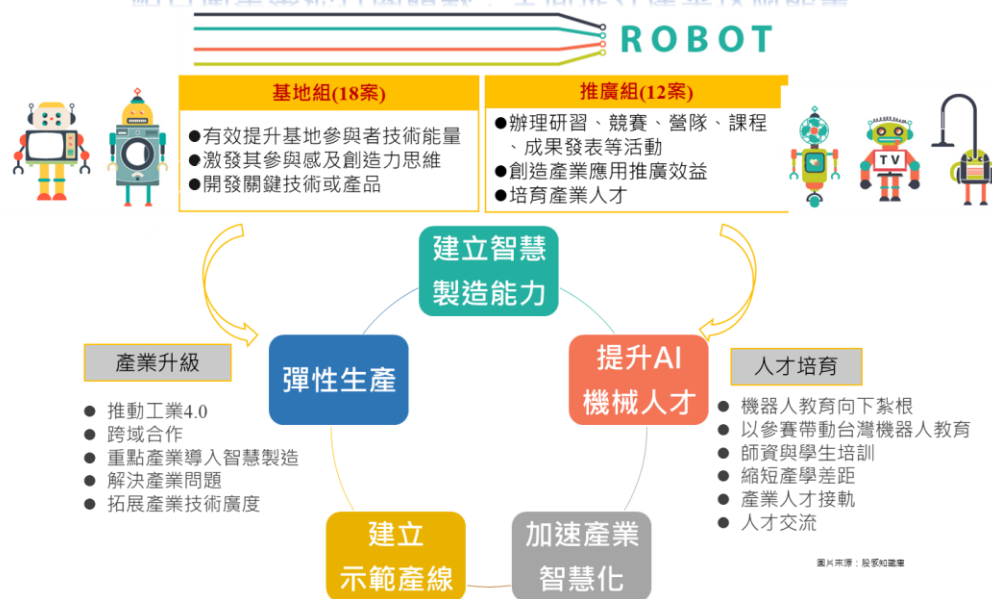 ROBOT
基地組(18案)
●有效提升基地參與者技術能量
●激發其參與感及創造力思維
●開發關鍵技術或產品
推廣組(12案)
●辦理研習、競賽、營隊、課程
、成果發表等活動
●創造產業應用推廣效益
●培育產業人才
TV
建立智慧
製造能力
彈性生產
提升AI
機械人才
建立
示範產線
加速產業
智慧化
產業升級
● 推動工業4.0
● 跨域合作
● 重點產業導入智慧製造
● 解決產業問題
● 拓展產業技術廣度
人才培育
● 機器人教育向下紮根
● 以參賽帶動台灣機器人教育
● 師資與學生培訓
● 縮短產學差距
● 產業人才接軌
● 人才交流
圖片來源：股感知識庫